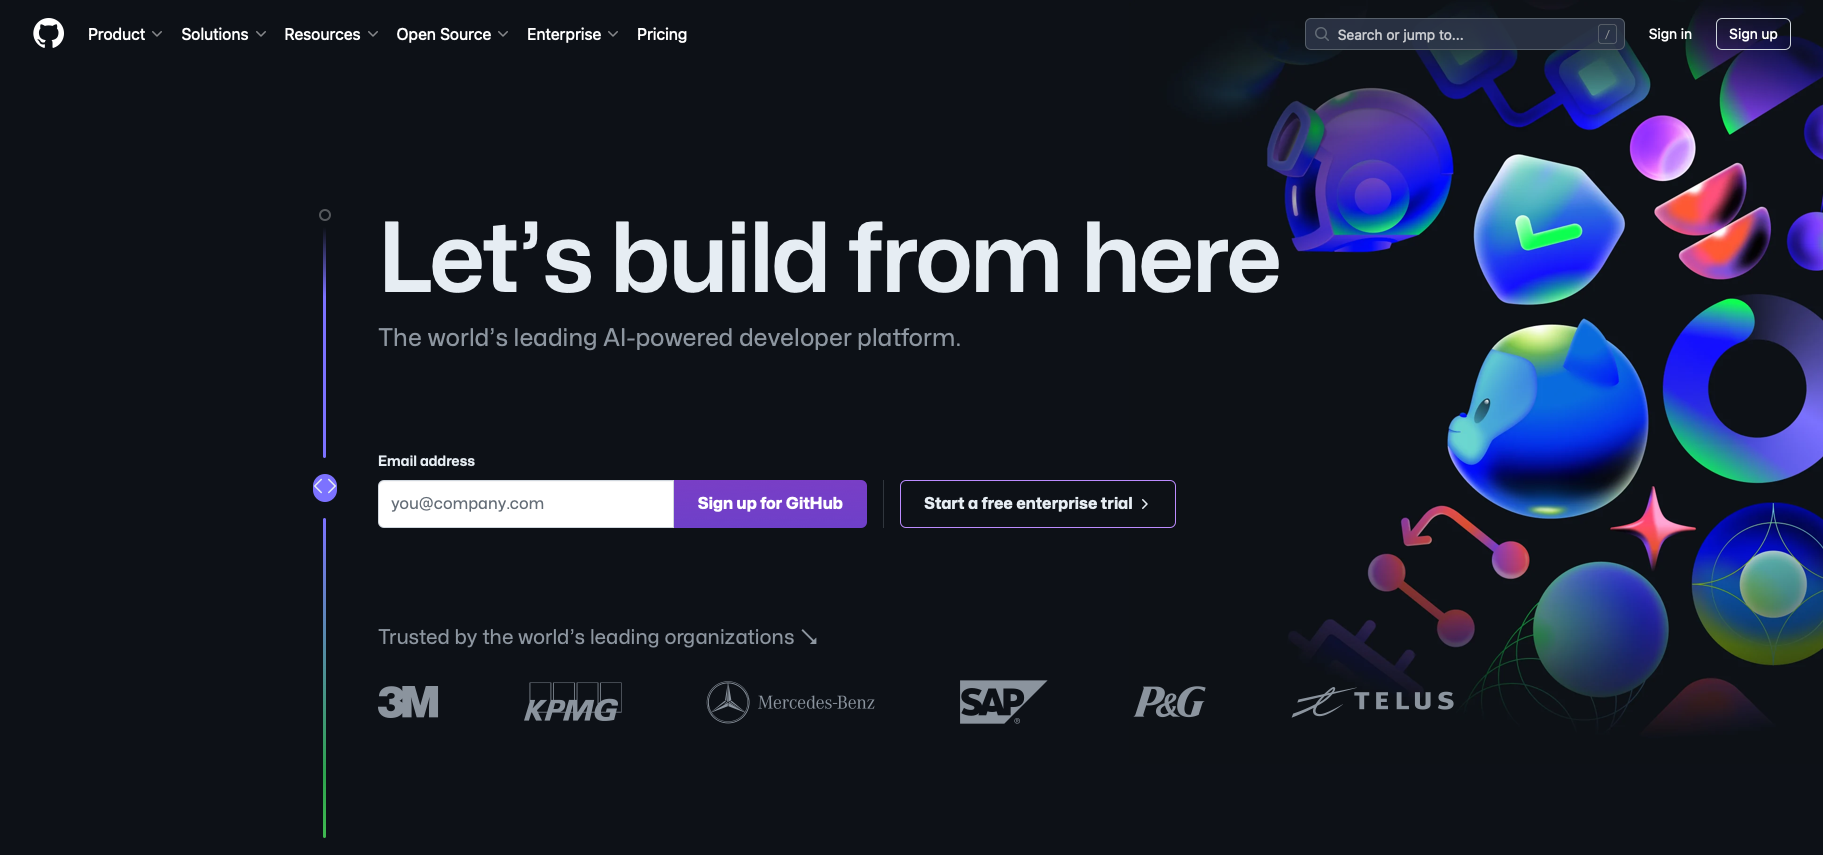 Product
Solutions
Resources
Open Source
Enterprise
Pricing
Search or jump to...
/
Sign in
Sign up
Let’s build from here
The world’s leading AI-powered developer platform.
Email address
you@company.com
Sign up for GitHub
Start a free enterprise trial
Trusted by the world’s leading organizations ↘
3M
KPMG
Mercedes-Benz
SAP®
P&G
TELUS